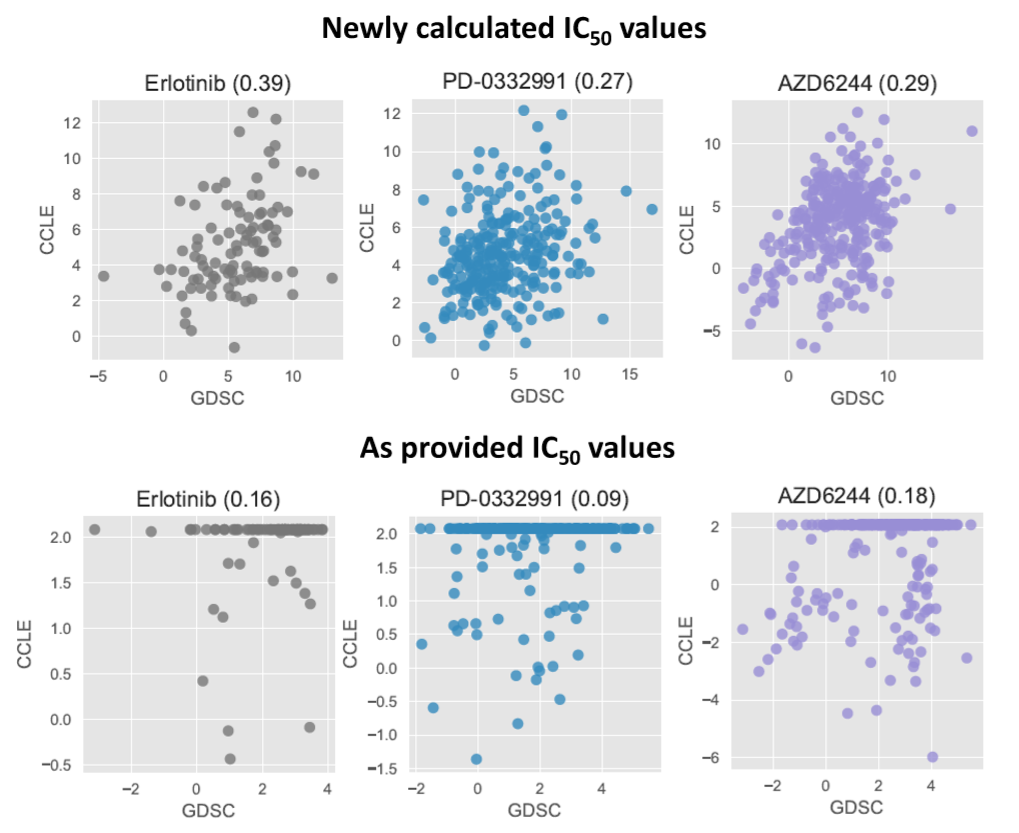 Newly calculated IC50 values
Erlotinib (0.39)
PD-0332991 (0.27)
AZD6244 (0.29)
CCLE
12
10
8
6
4
2
0
−5
0
5
10
GDSC
CCLE
12
10
8
6
4
2
0
0
5
10
15
GDSC
CCLE
10
5
0
−5
0
10
GDSC
As provided IC50 values
Erlotinib (0.16)
PD-0332991 (0.09)
AZD6244 (0.18)
CCLE
2.0
1.5
1.0
0.5
0.0
−0.5
−2
0
2
4
GDSC
CCLE
2.0
1.5
1.0
0.5
0.0
−0.5
−1.0
−1.5
−2
0
2
4
GDSC
CCLE
2
0
−2
−4
−6
−2
0
2
4
GDSC